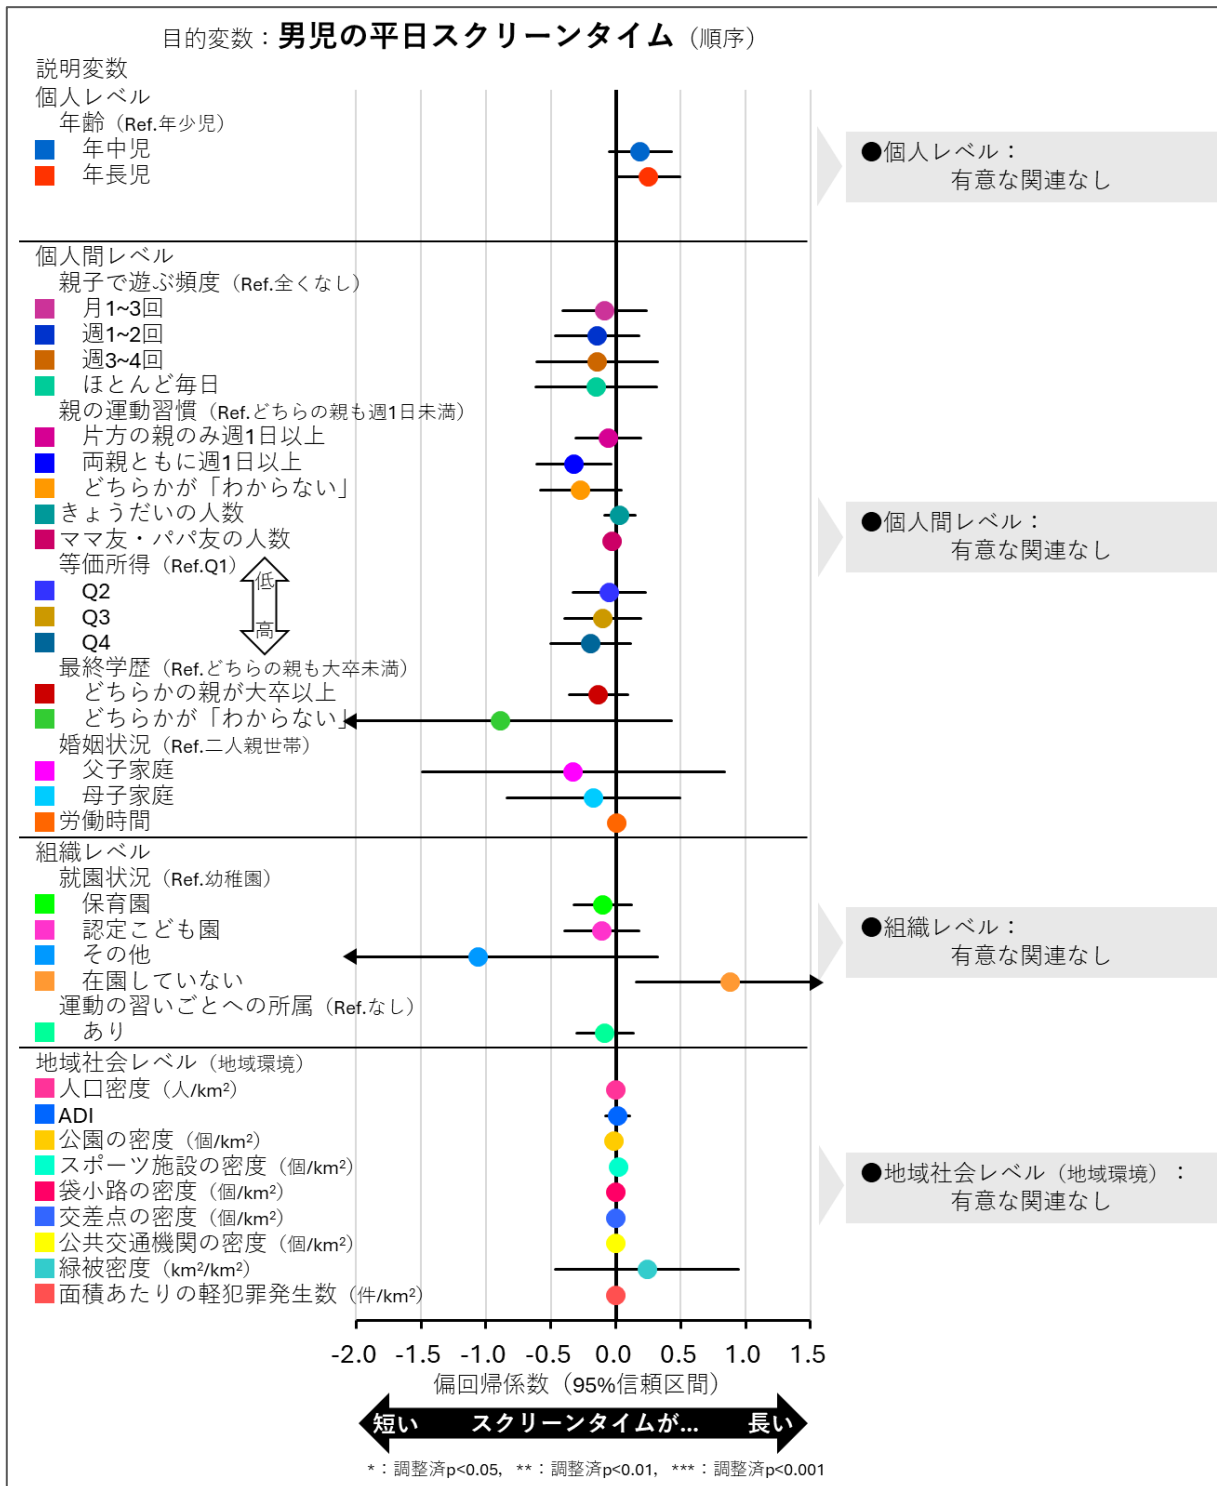 目的変数：男児の平日スクリーンタイム（順序）
説明変数
個人レベル
年齢（Ref.年少児）
年中児
年長児
●個人レベル：
有意な関連なし
個人間レベル
親子で遊ぶ頻度（Ref.全くなし）
月1~3回
週1~2回
週3~4回
ほとんど毎日
親の運動習慣（Ref.どちらの親も週1日未満）
片方の親のみ週1日以上
両親ともに週1日以上
どちらかが「わからない」
きょうだいの人数
ママ友・パパ友の人数
等価所得（Ref.Q1）
低
Q2
Q3
高
Q4
最終学歴（Ref.どちらの親も大卒未満）
どちらかの親が大卒以上
どちらかが「わからない」
婚姻状況（Ref.二人親世帯）
父子家庭
母子家庭
労働時間
●個人間レベル：
有意な関連なし
組織レベル
就園状況（Ref.幼稚園）
保育園
認定こども園
その他
在園していない
運動の習いごとへの所属（Ref.なし）
あり
●組織レベル：
有意な関連なし
地域社会レベル（地域環境）
人口密度（人/km²）
ADI
公園の密度（個/km²）
スポーツ施設の密度（個/km²）
袋小路の密度（個/km²）
交差点の密度（個/km²）
公共交通機関の密度（個/km²）
緑被密度（km²/km²）
面積あたりの軽犯罪発生数（件/km²）
●地域社会レベル（地域環境）：
有意な関連なし
-2.0 -1.5 -1.0 -0.5 0.0 0.5 1.0 1.5
偏回帰係数（95%信頼区間）
短い スクリーンタイムが... 長い
*：調整済p<0.05, **：調整済p<0.01, ***：調整済p<0.001